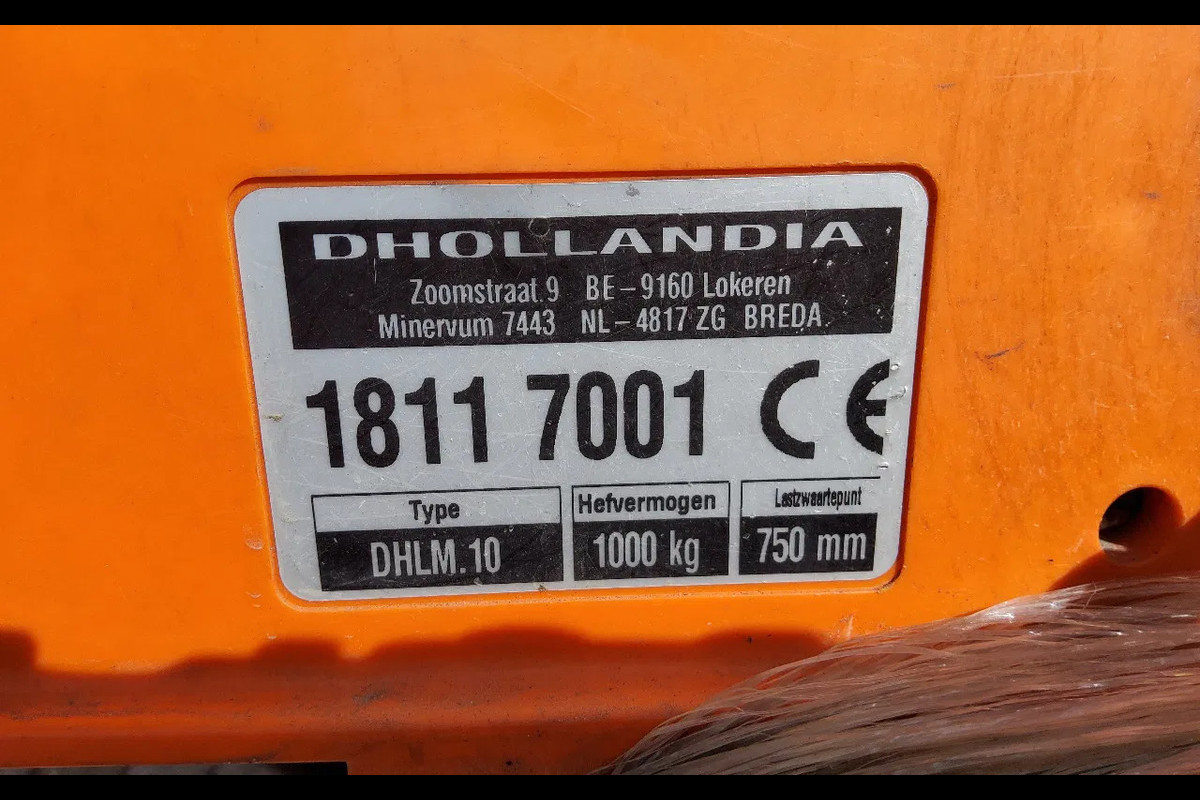 DHOLLANDIA
Zoomstraat 9 BE-9160 Lokeren
Minervum 7443 NL-4817 ZG BREDA
1811 7001 CE
Type Hefvermogen Lastzwaartepunt
DHLM.10 1000 kg 750 mm